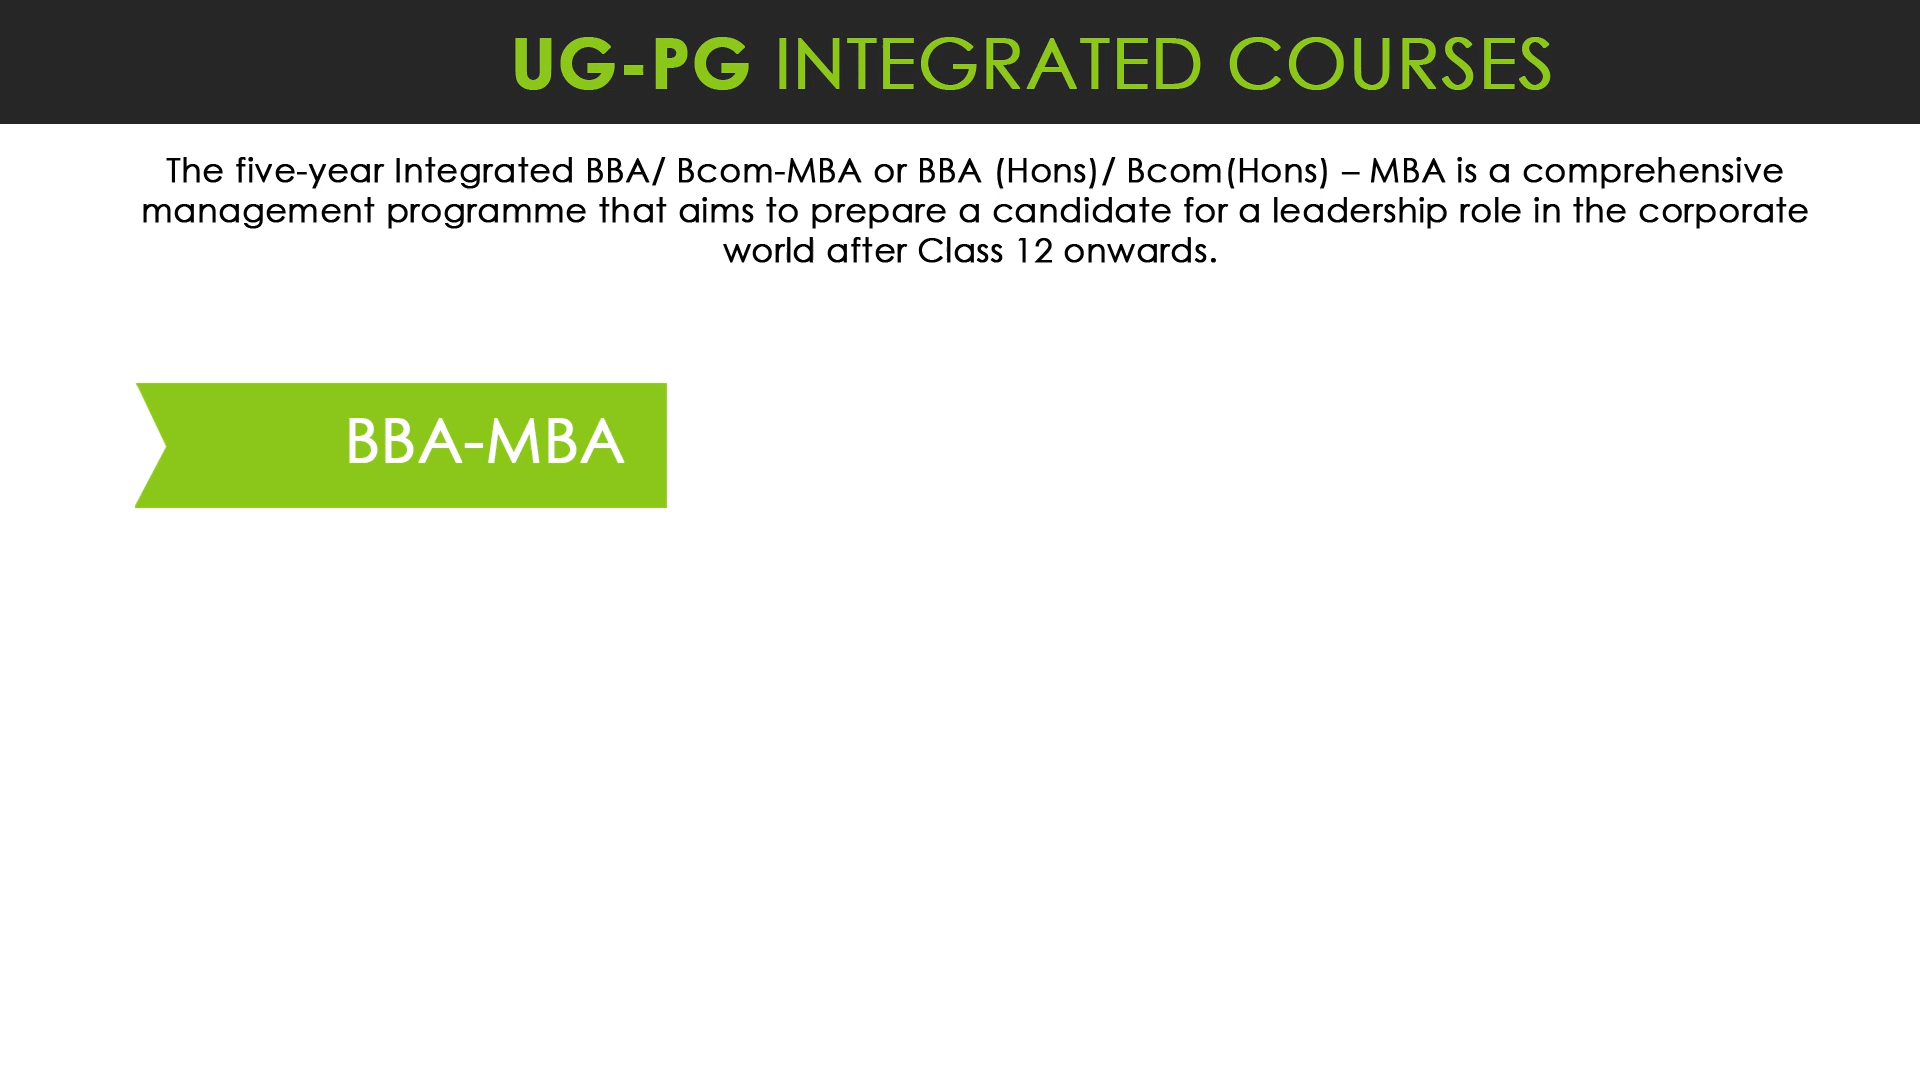 UG-PG INTEGRATED COURSES
The five-year Integrated BBA/ Bcom-MBA or BBA (Hons)/ Bcom(Hons) – MBA is a comprehensive
management programme that aims to prepare a candidate for a leadership role in the corporate
world after Class 12 onwards.
BBA-MBA